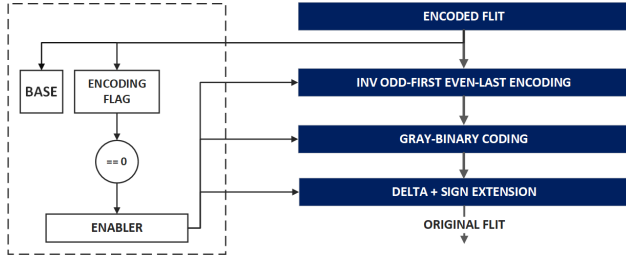 ENCODED FLIT
BASE
ENCODING
FLAG
INV ODD-FIRST EVEN-LAST ENCODING
GRAY-BINARY CODING
== 0
DELTA + SIGN EXTENSION
ENABLER
ORIGINAL FLIT